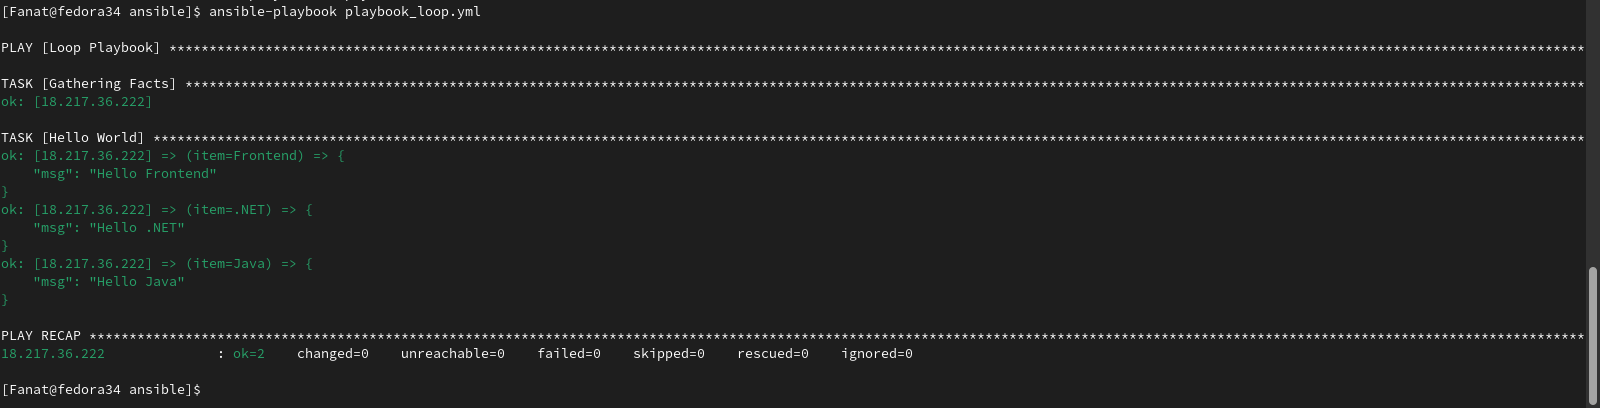 [Fanat@fedora34 ansible]$ ansible-playbook playbook_loop.yml
PLAY [Loop Playbook] *********************************************************************************************************************************************************************************
TASK [Gathering Facts] *******************************************************************************************************************************************************************************
ok: [18.217.36.222]
TASK [Hello World] ***********************************************************************************************************************************************************************************
ok: [18.217.36.222] => (item=Frontend) => {
    "msg": "Hello Frontend"
}
ok: [18.217.36.222] => (item=.NET) => {
    "msg": "Hello .NET"
}
ok: [18.217.36.222] => (item=Java) => {
    "msg": "Hello Java"
}
PLAY RECAP *******************************************************************************************************************************************************************************************
18.217.36.222              : ok=2    changed=0    unreachable=0    failed=0    skipped=0    rescued=0    ignored=0
[Fanat@fedora34 ansible]$